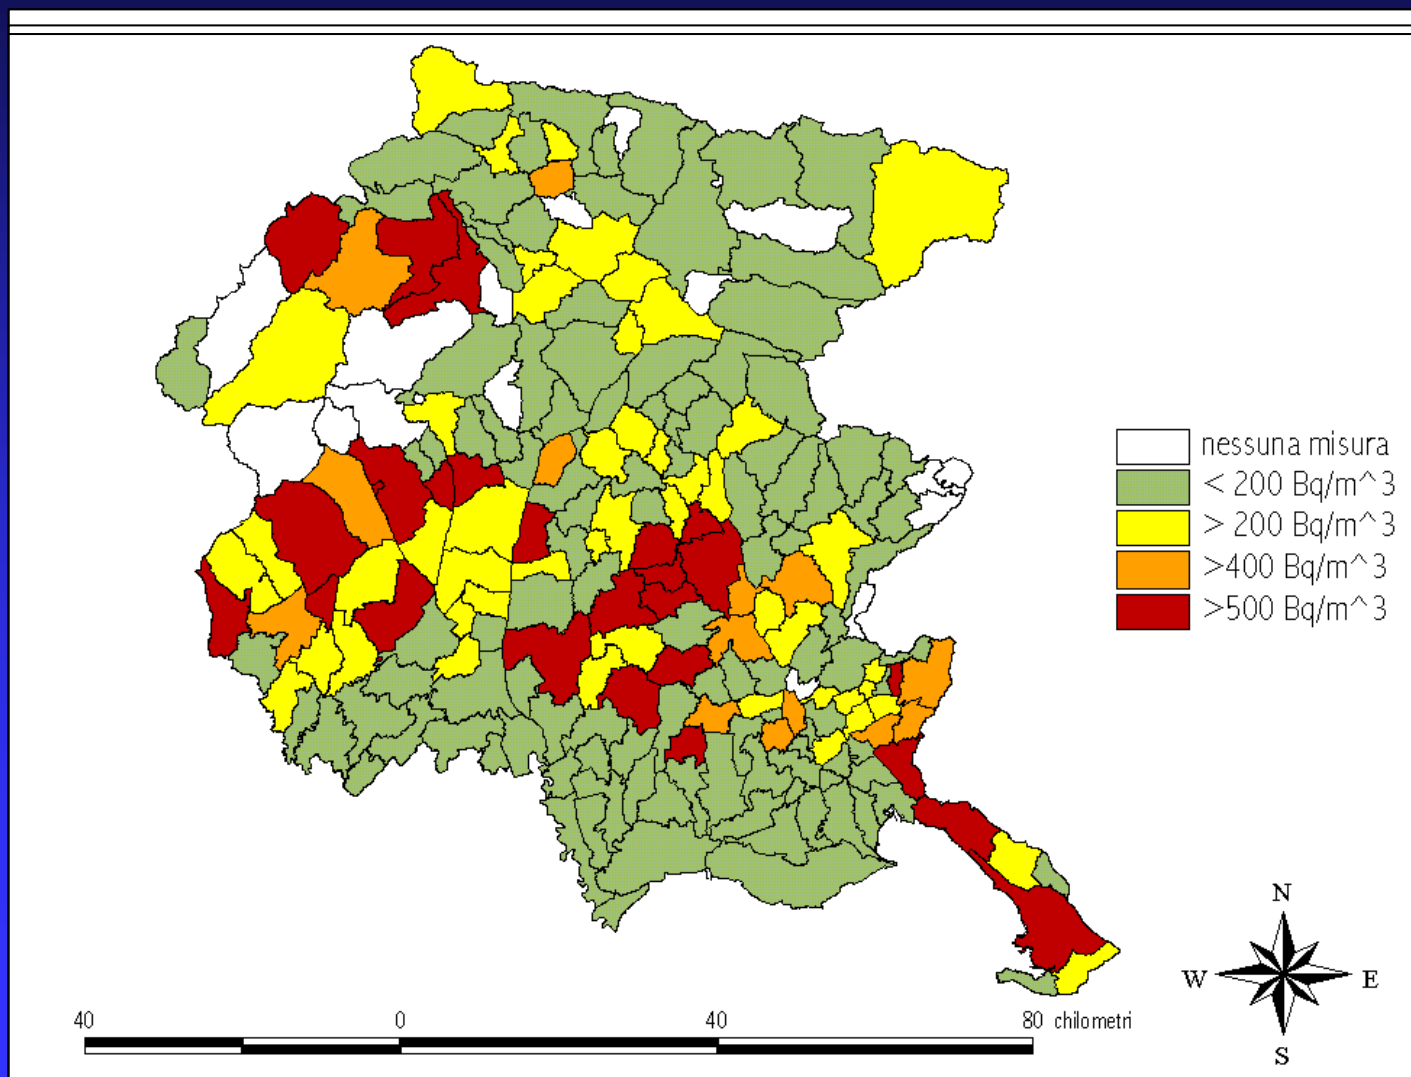 nessuna misura
< 200 Bq/m^3
> 200 Bq/m^3
>400 Bq/m^3
>500 Bq/m^3
N
W E
S
40 0 40 80 chilometri